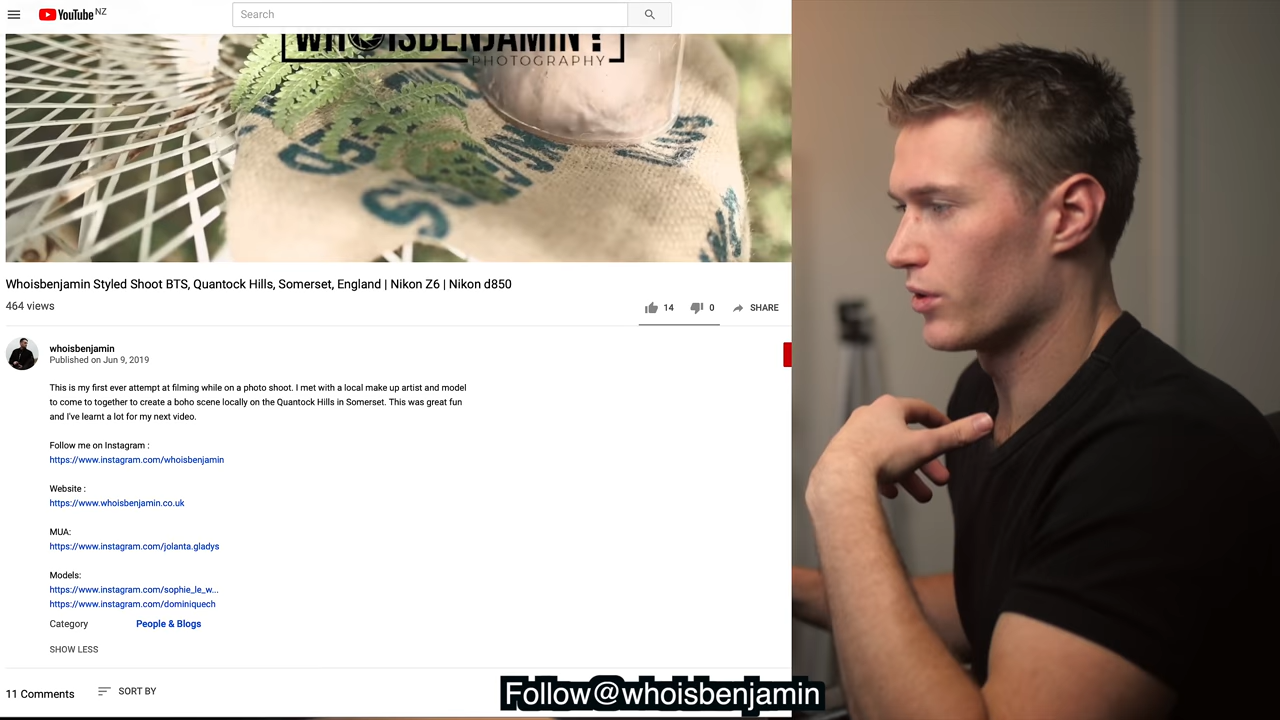 YouTube NZ
Search
WHOISBENJAMIN?
PHOTOGRAPHY
Whoisbenjamin Styled Shoot BTS, Quantock Hills, Somerset, England | Nikon Z6 | Nikon d850
464 views
14 0 SHARE
whoisbenjamin
Published on Jun 9, 2019
This is my first ever attempt at filming while on a photo shoot. I met with a local make up artist and model
to come to together to create a boho scene locally on the Quantock Hills in Somerset. This was great fun
and I've learnt a lot for my next video.
Follow me on Instagram :
https://www.instagram.com/whoisbenjamin
Website :
https://www.whoisbenjamin.co.uk
MUA:
https://www.instagram.com/jolanta.gladys
Models:
https://www.instagram.com/sophie_le_w...
https://www.instagram.com/dominiquech
Category People & Blogs
SHOW LESS
11 Comments SORT BY
Follow@whoisbenjamin